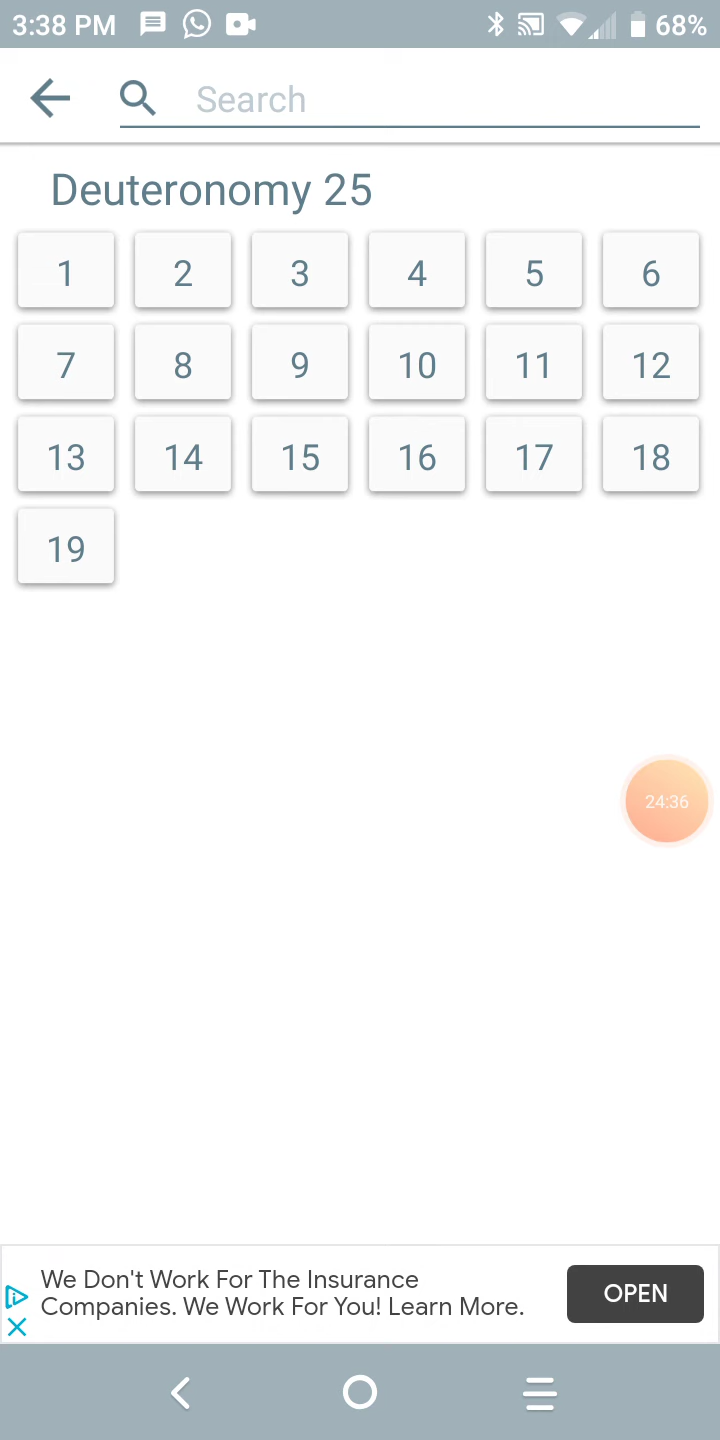 3:38 PM 68%
Search
Deuteronomy 25
1 2 3 4 5 6
7 8 9 10 11 12
13 14 15 16 17 18
19
24:36
We Don't Work For The Insurance
Companies. We Work For You! Learn More.
OPEN